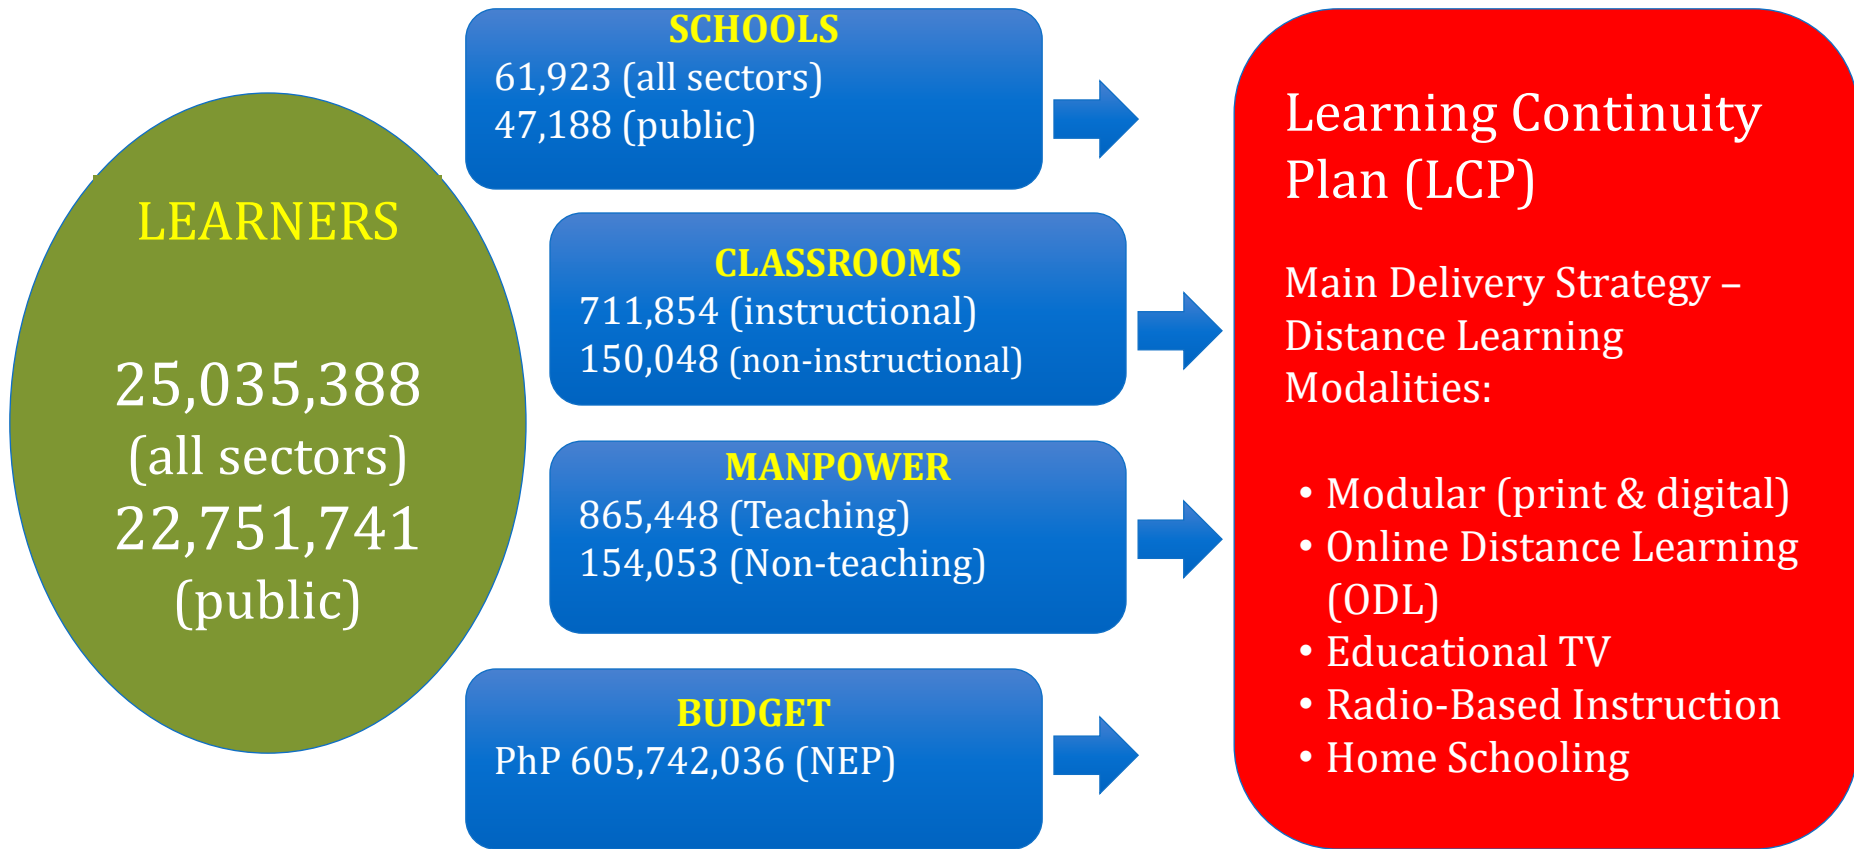 LEARNERS
25,035,388
(all sectors)
22,751,741
(public)
SCHOOLS
61,923 (all sectors)
47,188 (public)
CLASSROOMS
711,854 (instructional)
150,048 (non-instructional)
MANPOWER
865,448 (Teaching)
154,053 (Non-teaching)
BUDGET
PhP 605,742,036 (NEP)
Learning Continuity
Plan (LCP)
Main Delivery Strategy –
Distance Learning
Modalities:
• Modular (print & digital)
• Online Distance Learning
(ODL)
• Educational TV
• Radio-Based Instruction
• Home Schooling